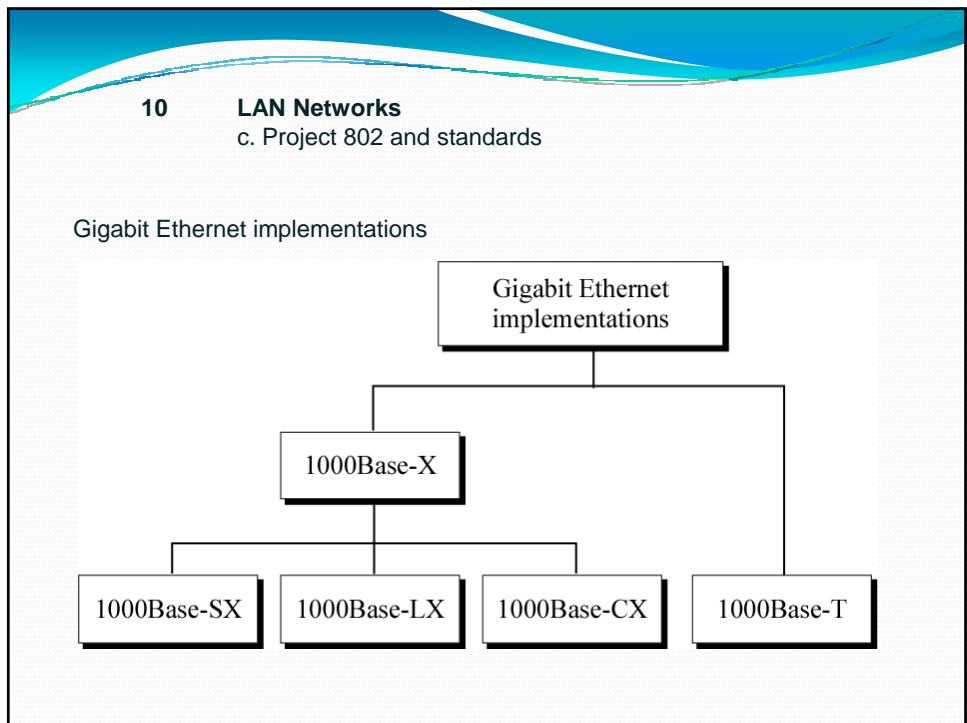 10 LAN Networks
c. Project 802 and standards
Gigabit Ethernet implementations
Gigabit Ethernet
implementations
1000Base-X
1000Base-SX
1000Base-LX
1000Base-CX
1000Base-T